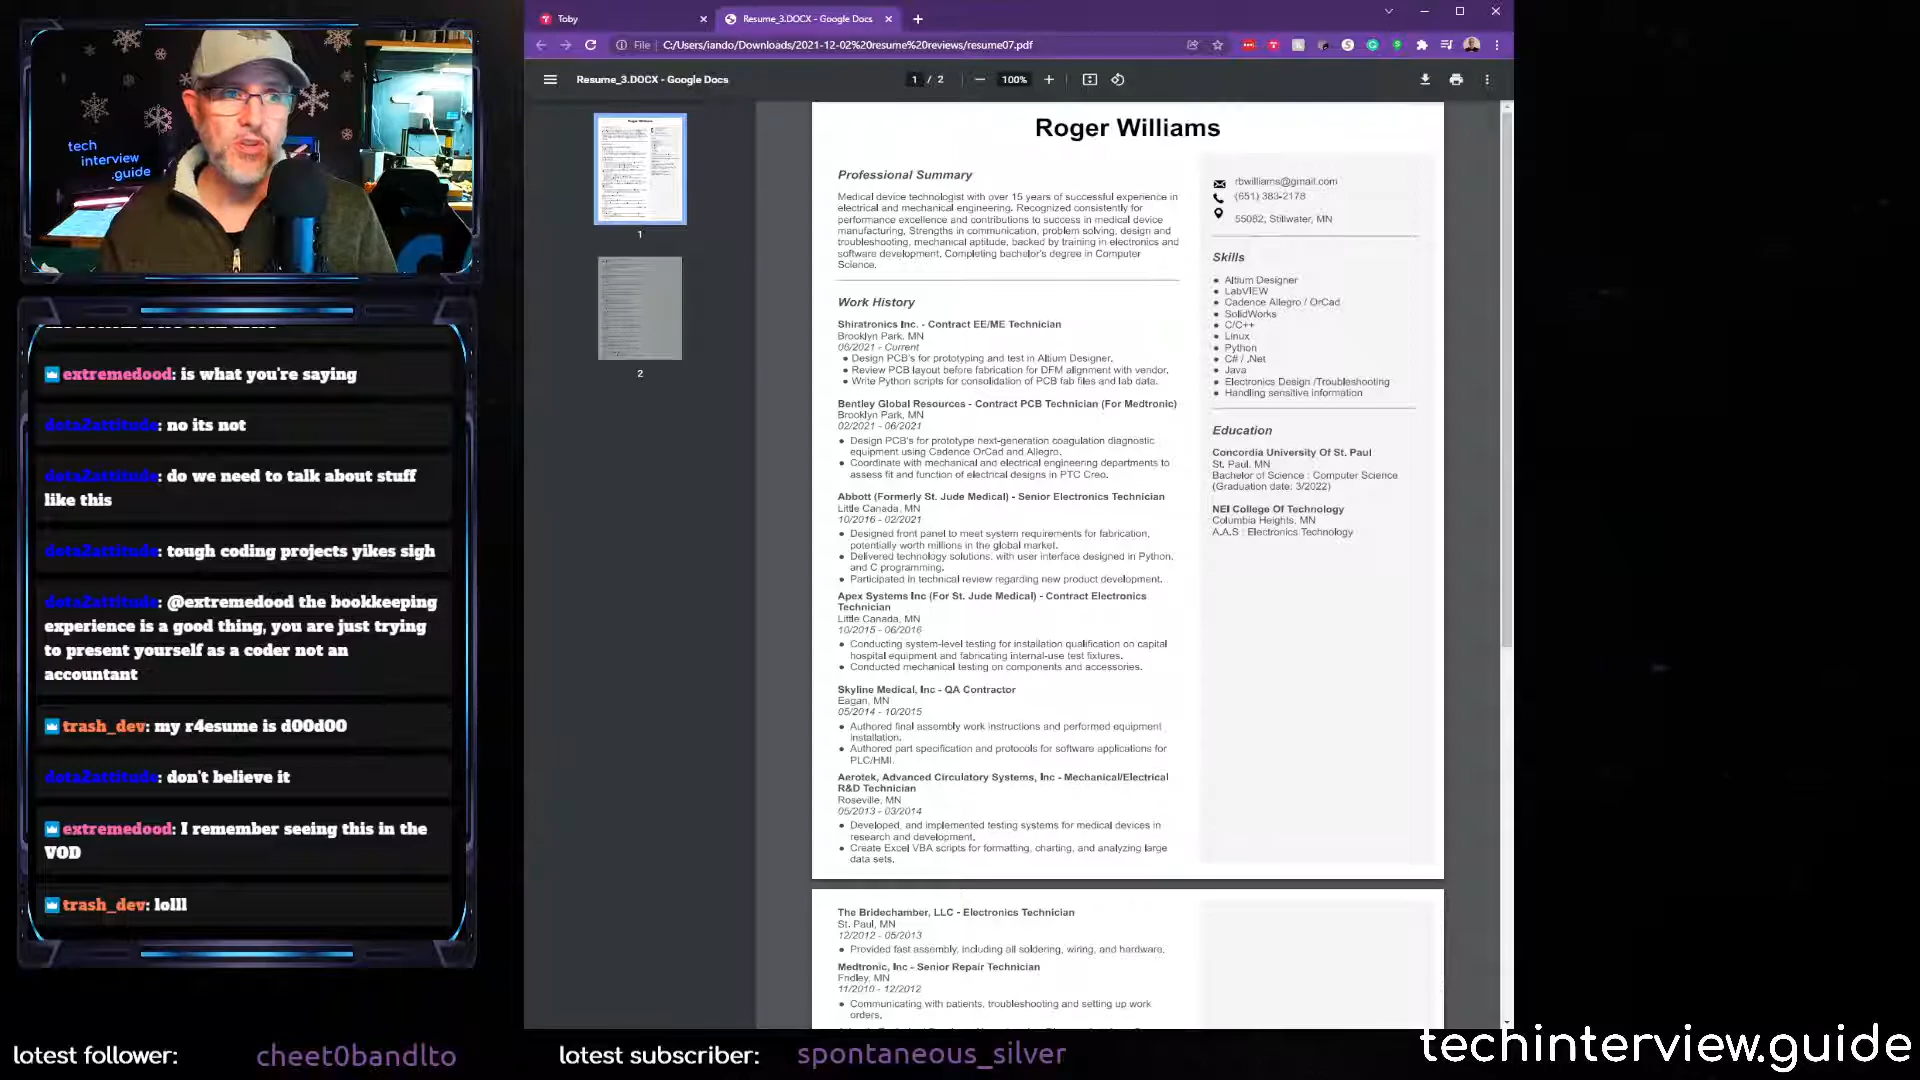 tech
interview
.guide
extremedood: is what you're saying
dota2attitude: no its not
dota2attitude: do we need to talk about stuff
like this
dota2attitude: tough coding projects yikes sigh
dota2attitude: @extremedood the bookkeeping
experience is a good thing, you are just trying
to present yourself as a coder not an
accountant
trash_dev: my r4esume is d00d00
dota2attitude: don't believe it
extremedood: I remember seeing this in the
VOD
trash_dev: lolll
latest follower: cheet0bandlto
latest subscriber: spontaneous_silver
techinterview.guide
Toby
Resume_3.DOCX - Google Docs
File C:/Users/iando/Downloads/2021-12-02%20resume%20reviews/resume07.pdf
Resume_3.DOCX - Google Docs
1 / 2
100%
1
2
Roger Williams
Professional Summary
Medical device technologist with over 15 years of successful experience in
electrical and mechanical engineering. Recognized consistently for
performance excellence and contributions to success in medical device
manufacturing, Strengths in communication, problem solving, design and
troubleshooting, mechanical aptitude, backed by training in electronics and
software development, Completing bachelor's degree in Computer
Science.
Work History
Shiratronics Inc. - Contract EE/ME Technician
Brooklyn Park, MN
06/2021 - Current
Design PCB's for prototyping and test in Altium Designer.
Review PCB layout before fabrication for DFM alignment with vendor.
Write Python scripts for consolidation of PCB fab files and lab data.
Bentley Global Resources - Contract PCB Technician (For Medtronic)
Brooklyn Park, MN
02/2021 - 06/2021
Design PCB's for prototype next-generation coagulation diagnostic
equipment using Cadence OrCad and Allegro.
Coordinate with mechanical and electrical engineering departments to
assess fit and function of electrical designs in PTC Creo.
Abbott (Formerly St. Jude Medical) - Senior Electronics Technician
Little Canada, MN
10/2016 - 02/2021
Designed front panel to meet system requirements for fabrication,
potentially worth millions in the global market.
Delivered technology solutions, with user interface designed in Python,
and C programming.
Participated in technical review regarding new product development.
Apex Systems Inc (For St. Jude Medical) - Contract Electronics
Technician
Little Canada, MN
10/2015 - 06/2016
Conducting system-level testing for installation qualification on capital
hospital equipment and fabricating internal-use test fixtures.
Conducted mechanical testing on components and accessories.
Skyline Medical, Inc - QA Contractor
Eagan, MN
05/2014 - 10/2015
Authored final assembly work instructions and performed equipment
installation.
Authored part specification and protocols for software applications for
PLC/HMI.
Aerotek, Advanced Circulatory Systems, Inc - Mechanical/Electrical
R&D Technician
Roseville, MN
05/2013 - 03/2014
Developed, and implemented testing systems for medical devices in
research and development.
Create Excel VBA scripts for formatting, charting, and analyzing large
data sets.
rbwilliams@gmail.com
(651) 383-2178
55082, Stillwater, MN
Skills
Altium Designer
LabVIEW
Cadence Allegro / OrCad
SolidWorks
C/C++
Linux
Python
C# / .Net
Java
Electronics Design /Troubleshooting
Handling sensitive information
Education
Concordia University Of St. Paul
St. Paul, MN
Bachelor of Science : Computer Science
(Graduation date: 3/2022)
NEI College Of Technology
Columbia Heights, MN
A.A.S : Electronics Technology
The Bridechamber, LLC - Electronics Technician
St. Paul, MN
12/2012 - 05/2013
Provided fast assembly, including all soldering, wiring, and hardware.
Medtronic, Inc - Senior Repair Technician
Fridley, MN
11/2010 - 12/2012
Communicating with patients, troubleshooting and setting up work
orders.